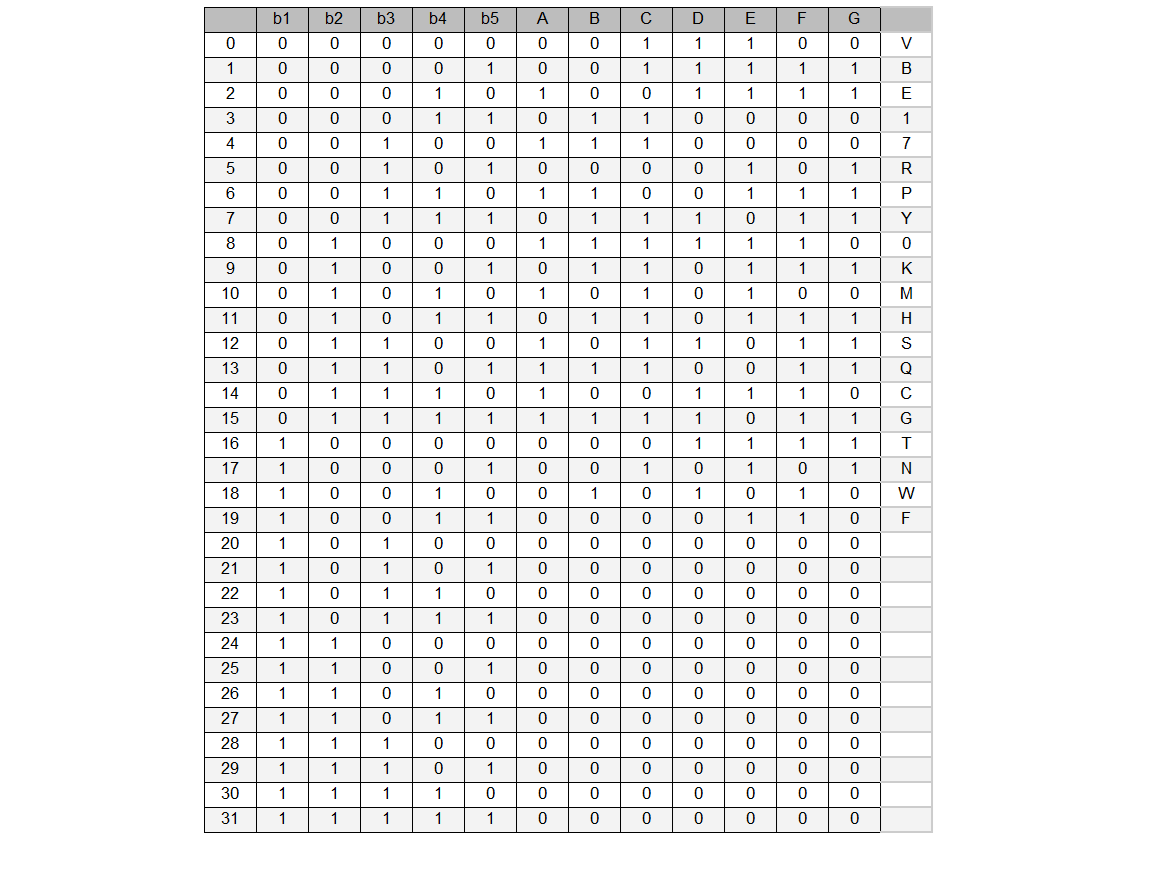 b1 b2 b3 b4 b5 A B C D E F G
0 0 0 0 0 0 0 0 1 1 1 0 0 V
1 0 0 0 0 1 0 0 1 1 1 1 1 B
2 0 0 0 1 0 1 0 0 1 1 1 1 E
3 0 0 0 1 1 0 1 1 0 0 0 0 1
4 0 0 1 0 0 1 1 1 0 0 0 0 7
5 0 0 1 0 1 0 0 0 0 1 0 1 R
6 0 0 1 1 0 1 1 0 0 1 1 1 P
7 0 0 1 1 1 0 1 1 1 0 1 1 Y
8 0 1 0 0 0 1 1 1 1 1 1 0 0
9 0 1 0 0 1 0 1 1 0 1 1 1 K
10 0 1 0 1 0 1 0 1 0 1 0 0 M
11 0 1 0 1 1 0 1 1 0 1 1 1 H
12 0 1 1 0 0 1 0 1 1 0 1 1 S
13 0 1 1 0 1 1 1 1 0 0 1 1 Q
14 0 1 1 1 0 1 0 0 1 1 1 0 C
15 0 1 1 1 1 1 1 1 1 0 1 1 G
16 1 0 0 0 0 0 0 0 1 1 1 1 T
17 1 0 0 0 1 0 0 1 0 1 0 1 N
18 1 0 0 1 0 0 1 0 1 0 1 0 W
19 1 0 0 1 1 0 0 0 0 1 1 0 F
20 1 0 1 0 0 0 0 0 0 0 0 0
21 1 0 1 0 1 0 0 0 0 0 0 0
22 1 0 1 1 0 0 0 0 0 0 0 0
23 1 0 1 1 1 0 0 0 0 0 0 0
24 1 1 0 0 0 0 0 0 0 0 0 0
25 1 1 0 0 1 0 0 0 0 0 0 0
26 1 1 0 1 0 0 0 0 0 0 0 0
27 1 1 0 1 1 0 0 0 0 0 0 0
28 1 1 1 0 0 0 0 0 0 0 0 0
29 1 1 1 0 1 0 0 0 0 0 0 0
30 1 1 1 1 0 0 0 0 0 0 0 0
31 1 1 1 1 1 0 0 0 0 0 0 0